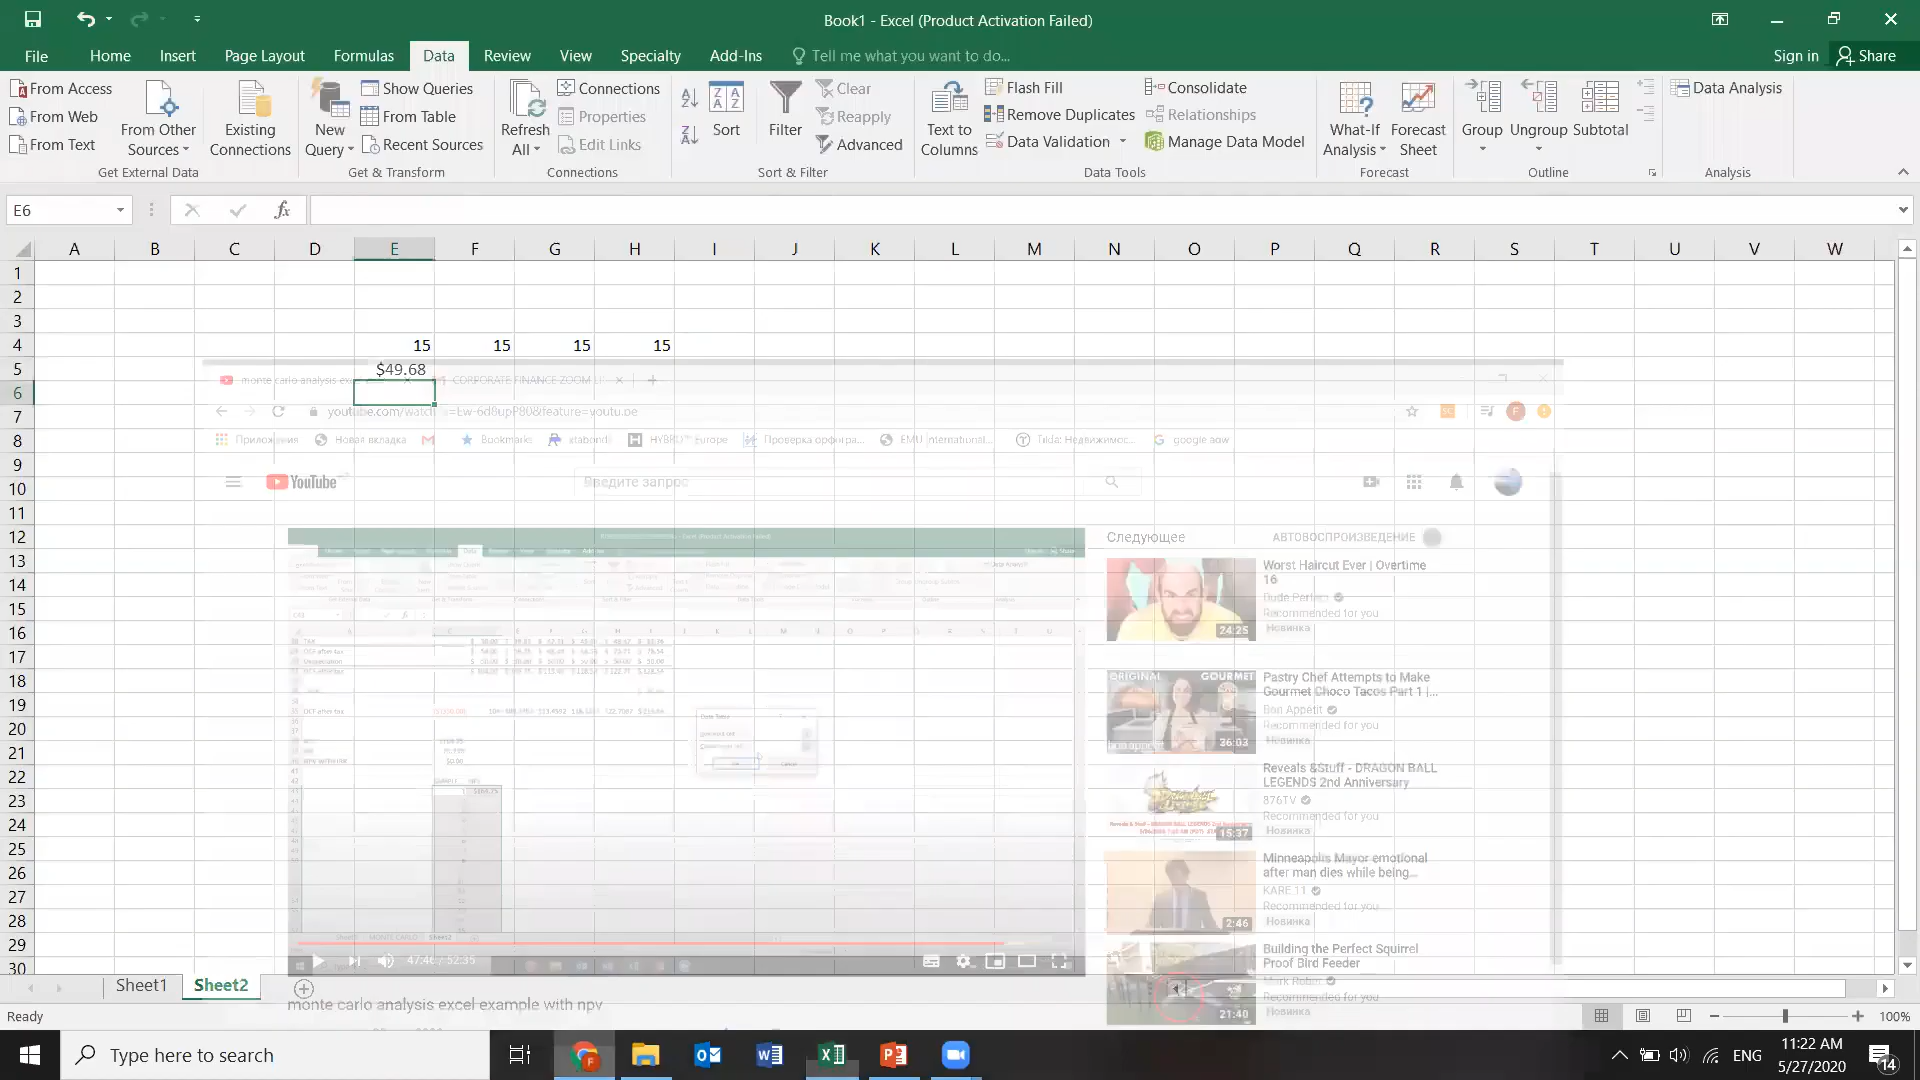 Book1 - Excel (Product Activation Failed)
File Home Insert Page Layout Formulas Data Review View Specialty Add-Ins Tell me what you want to do... Sign in Share
From Access
From Web
From Text
From Other Sources
Existing Connections
Get External Data
New Query
Show Queries
From Table
Recent Sources
Get & Transform
Refresh All
Connections
Properties
Edit Links
Connections
Sort
Filter
Clear
Reapply
Advanced
Sort & Filter
Text to Columns
Flash Fill
Remove Duplicates
Data Validation
Consolidate
Relationships
Manage Data Model
Data Tools
What-If Analysis
Forecast Sheet
Forecast
Group
Ungroup
Subtotal
Outline
Data Analysis
Analysis
E6
fx
A B C D E F G H I J K L M N O P Q R S T U V W
1
2
3
4 15 15 15 15
5 $49.68
6
7
8
9
10
11
12
13
14
15
16
17
18
19
20
21
22
23
24
25
26
27
28
29
30
monte carlo analysis ex
CORPORATE FINANCE ZOOM
Приложения
Новая вкладка
Bookmarks
Europe
Проверка орфогра...
EMU International...
Tilda: Недвижимос...
YouTube
Введите запрос
Следующее
АВТОВОСПРОИЗВЕДЕНИЕ
Worst Haircut Ever | Overtime
16
Dude Perfect
Recommended for you
Новинка
24:25
ORIGINAL GOURMET
Pastry Chef Attempts to Make
Gourmet Choco Tacos Part 1 |...
Bon Appétit
Recommended for you
Новинка
26:03
Reveals &Stuff - DRAGON BALL
LEGENDS 2nd Anniversary
876TV
Recommended for you
Новинка
15:37
Minneapolis Mayor emotional
after man dies while being...
KARE 11
Recommended for you
Новинка
2:46
Building the Perfect Squirrel
Proof Bird Feeder
Mark Rober
Recommended for you
Новинка
21:40
47:46 / 52:35
monte carlo analysis excel example with npv
Sheet1 Sheet2
Ready
100%
Type here to search
ENG
11:22 AM
5/27/2020
14